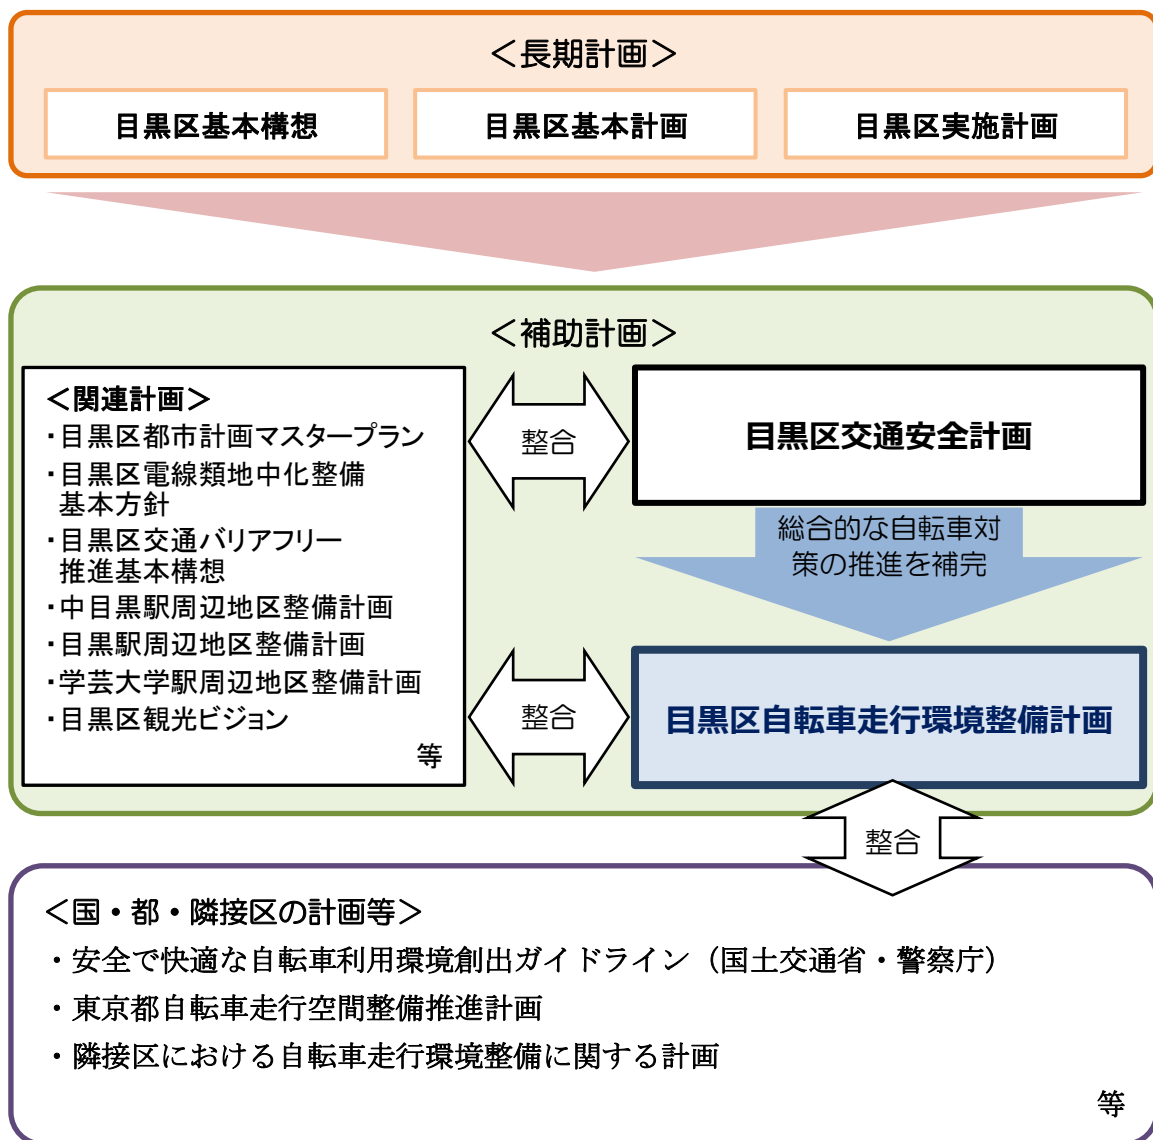 ＜長期計画＞
目黒区基本構想
目黒区基本計画
目黒区実施計画
＜補助計画＞
＜関連計画＞
・目黒区都市計画マスタープラン
・目黒区電線類地中化整備
基本方針
・目黒区交通バリアフリー
推進基本構想
・中目黒駅周辺地区整備計画
・目黒駅周辺地区整備計画
・学芸大学駅周辺地区整備計画
・目黒区観光ビジョン
等
整合
目黒区交通安全計画
総合的な自転車対
策の推進を補完
整合
目黒区自転車走行環境整備計画
整合
＜国・都・隣接区の計画等＞
・安全で快適な自転車利用環境創出ガイドライン（国土交通省・警察庁）
・東京都自転車走行空間整備推進計画
・隣接区における自転車走行環境整備に関する計画
等